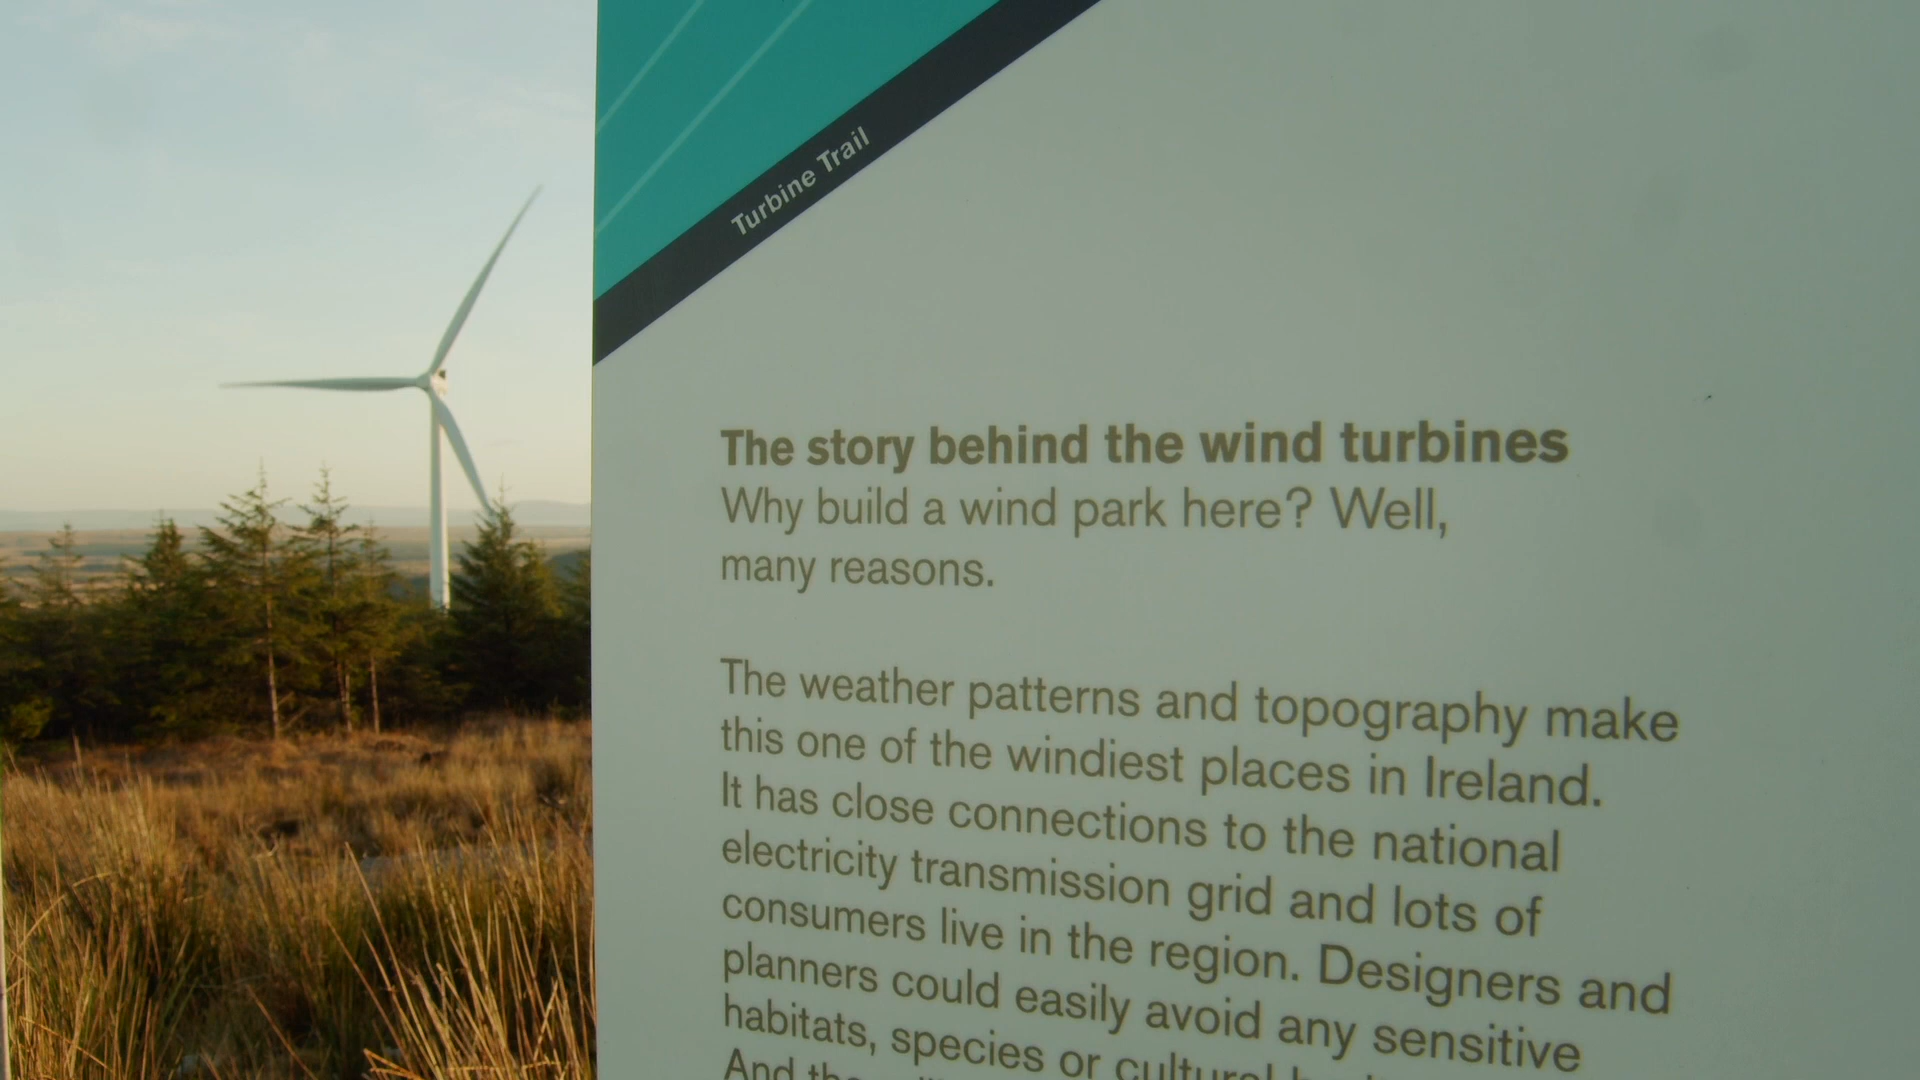 Turbine Trail
The story behind the wind turbines
Why build a wind park here? Well,
many reasons.
The weather patterns and topography make
this one of the windiest places in Ireland.
It has close connections to the national
electricity transmission grid and lots of
consumers live in the region. Designers and
planners could easily avoid any sensitive
habitats, species or cultural
And